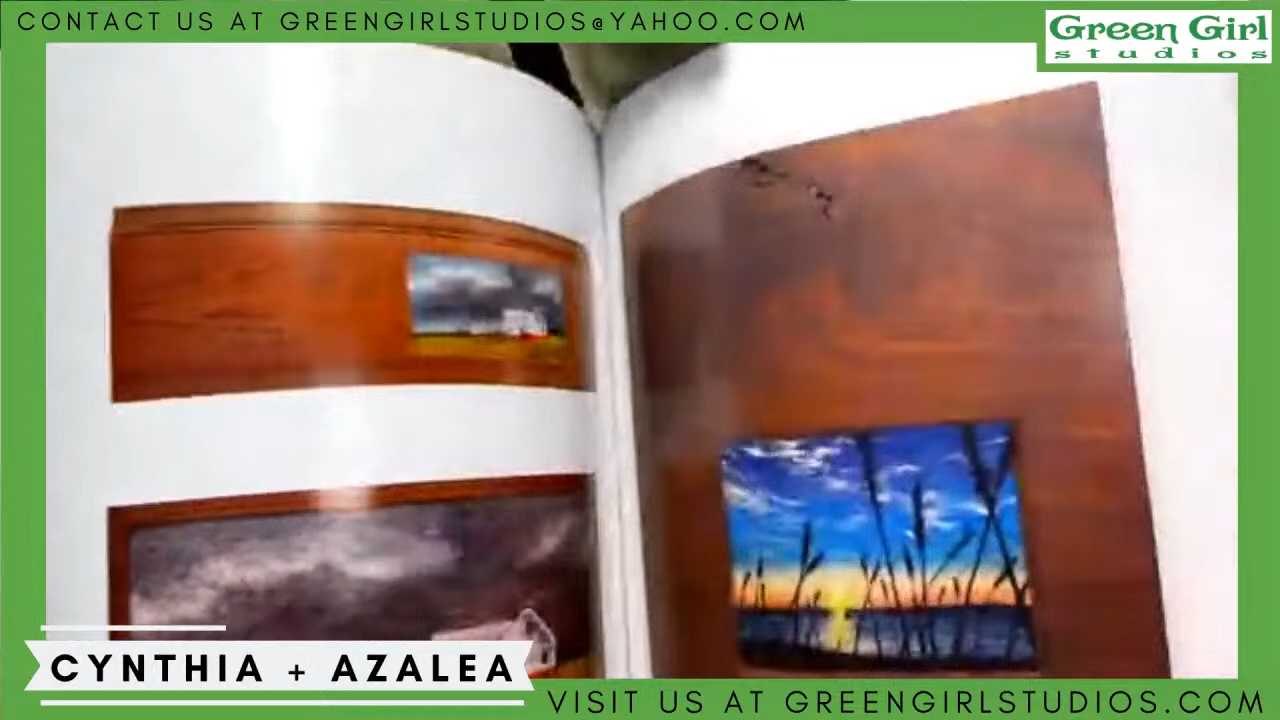 CONTACT US AT GREENGIRLSTUDIOS@YAHOO.COM
Green Girl
studios
CYNTHIA + AZALEA
VISIT US AT GREENGIRLSTUDIOS.COM